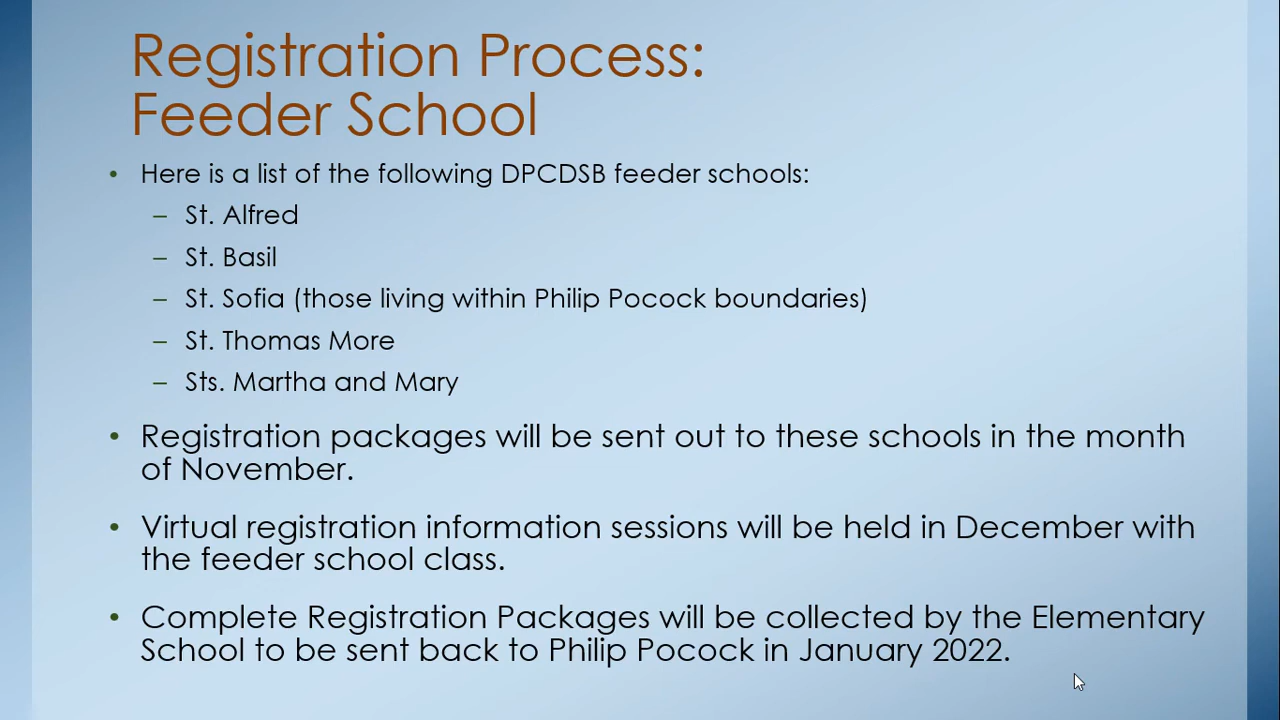 Registration Process:
Feeder School
• Here is a list of the following DPCDSB feeder schools:
– St. Alfred
– St. Basil
– St. Sofia (those living within Philip Pocock boundaries)
– St. Thomas More
– Sts. Martha and Mary
• Registration packages will be sent out to these schools in the month
of November.
• Virtual registration information sessions will be held in December with
the feeder school class.
• Complete Registration Packages will be collected by the Elementary
School to be sent back to Philip Pocock in January 2022.